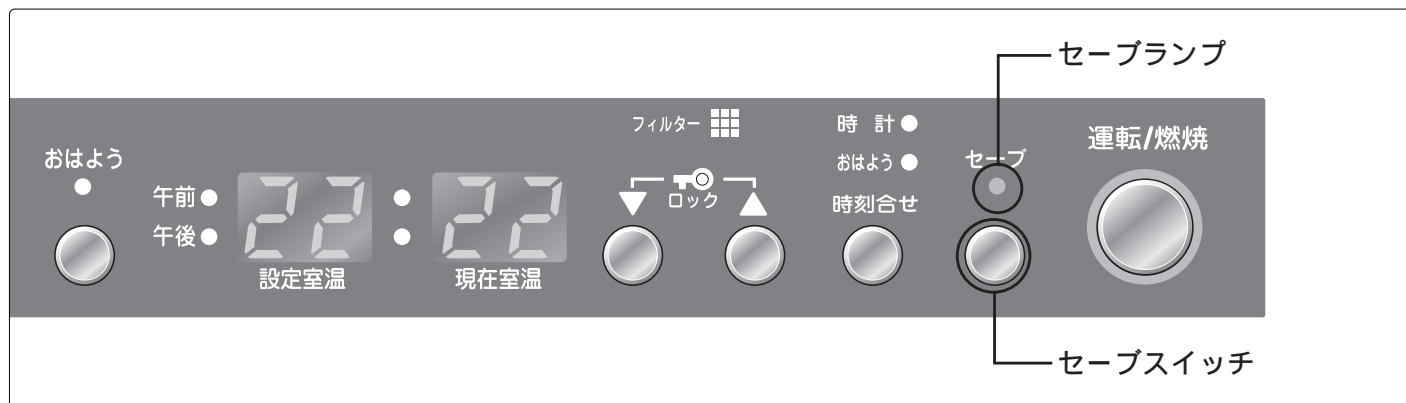 セーブランプ
おはよう
午前
午後
22
設定室温
22
現在室温
フィルター
ロック
時 計
おはよう
時刻合せ
セーブ
運転/燃焼
セーブスイッチ